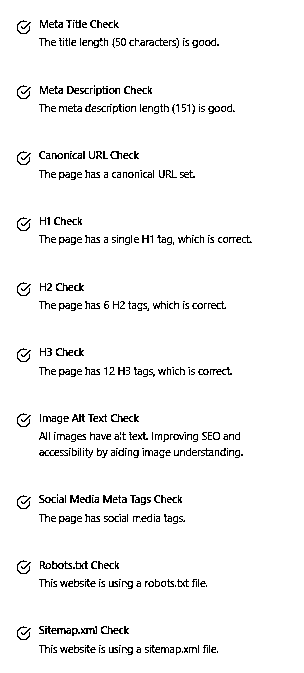 Meta Title Check
The title length (50 characters) is good.
Meta Description Check
The meta description length (151) is good.
Canonical URL Check
The page has a canonical URL set.
H1 Check
The page has a single H1 tag, which is correct.
H2 Check
The page has 6 H2 tags, which is correct.
H3 Check
The page has 12 H3 tags, which is correct.
Image Alt Text Check
All images have alt text. Improving SEO and
accessibility by aiding image understanding.
Social Media Meta Tags Check
The page has social media tags.
Robots.txt Check
This website is using a robots.txt file.
Sitemap.xml Check
This website is using a sitemap.xml file.